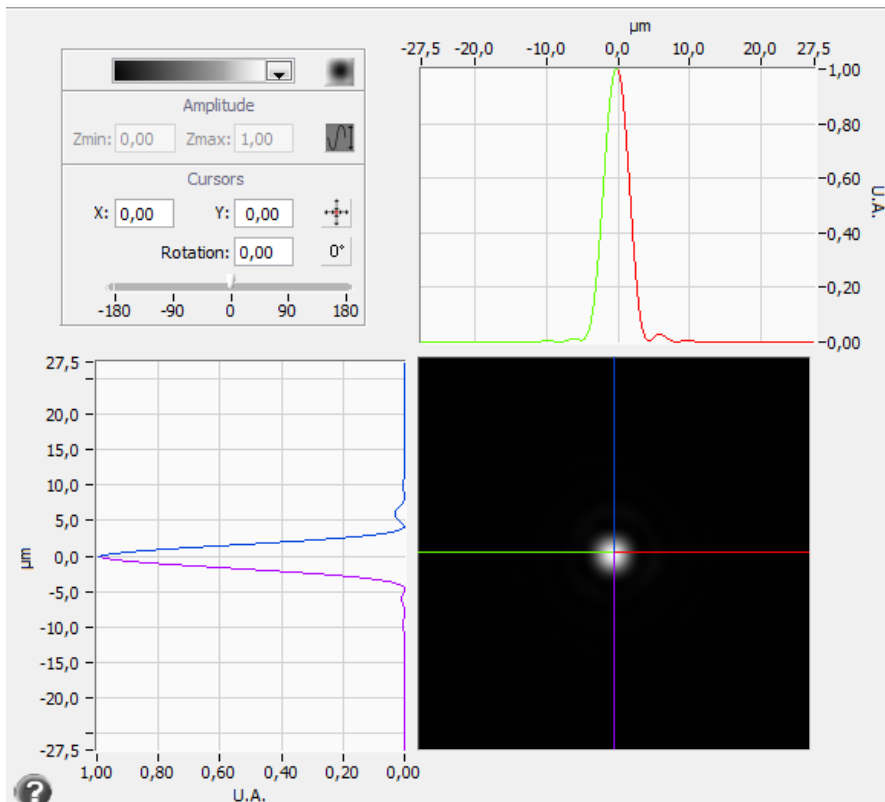 Amplitude
Zmin: 0,00 Zmax: 1,00
Cursors
X: 0,00 Y: 0,00
Rotation: 0,00 0°
-180 -90 0 90 180
µm
-27,5 -20,0 -10,0 0,0 10,0 27,5
1,00
0,80
0,60
0,40
0,20
0,00
U.A.
27,5
20,0
15,0
10,0
5,0
0,0
-5,0
-10,0
-15,0
-20,0
-27,5
µm
1,00 0,80 0,60 0,40 0,20 0,00
U.A.
?